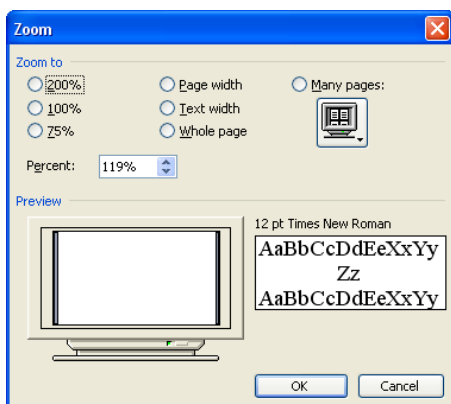 Zoom
Zoom to
200% Page width Many pages:
100% Text width
75% Whole page
Percent: 119%
Preview
12 pt Times New Roman
AaBbCcDdEeXxYy
Zz
AaBbCcDdEeXxYy
OK Cancel